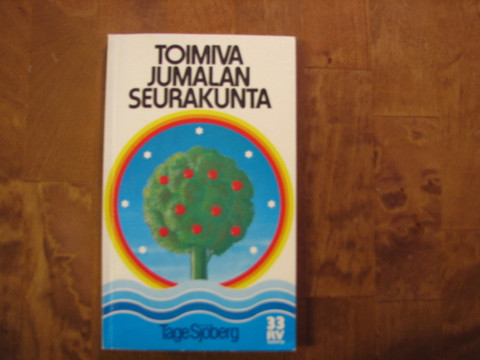 TOIMIVA
JUMALAN
SEURAKUNTA
Tage Sjöberg
33
RV